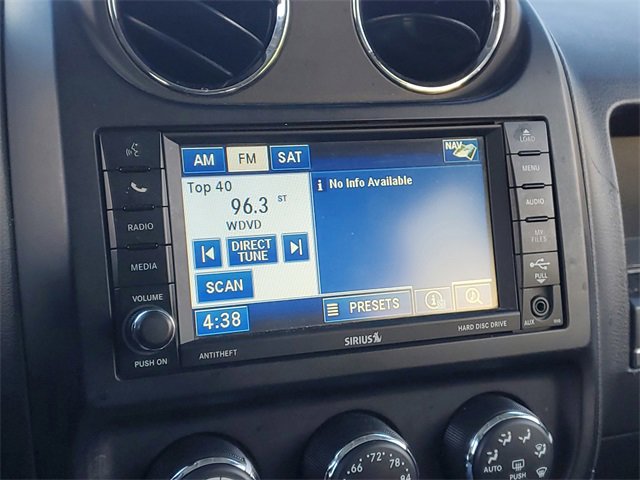 AM FM SAT NAV
Top 40
i No Info Available
96.3 ST
WDVD
DIRECT
TUNE
SCAN
4:38
PRESETS
RADIO
MEDIA
VOLUME
PUSH ON
ANTITHEFT
SIRIUS
HARD DISC DRIVE
LOAD
MENU
AUDIO
MY
FILES
PULL
AUX
66 72 78
AUTO
PUSH